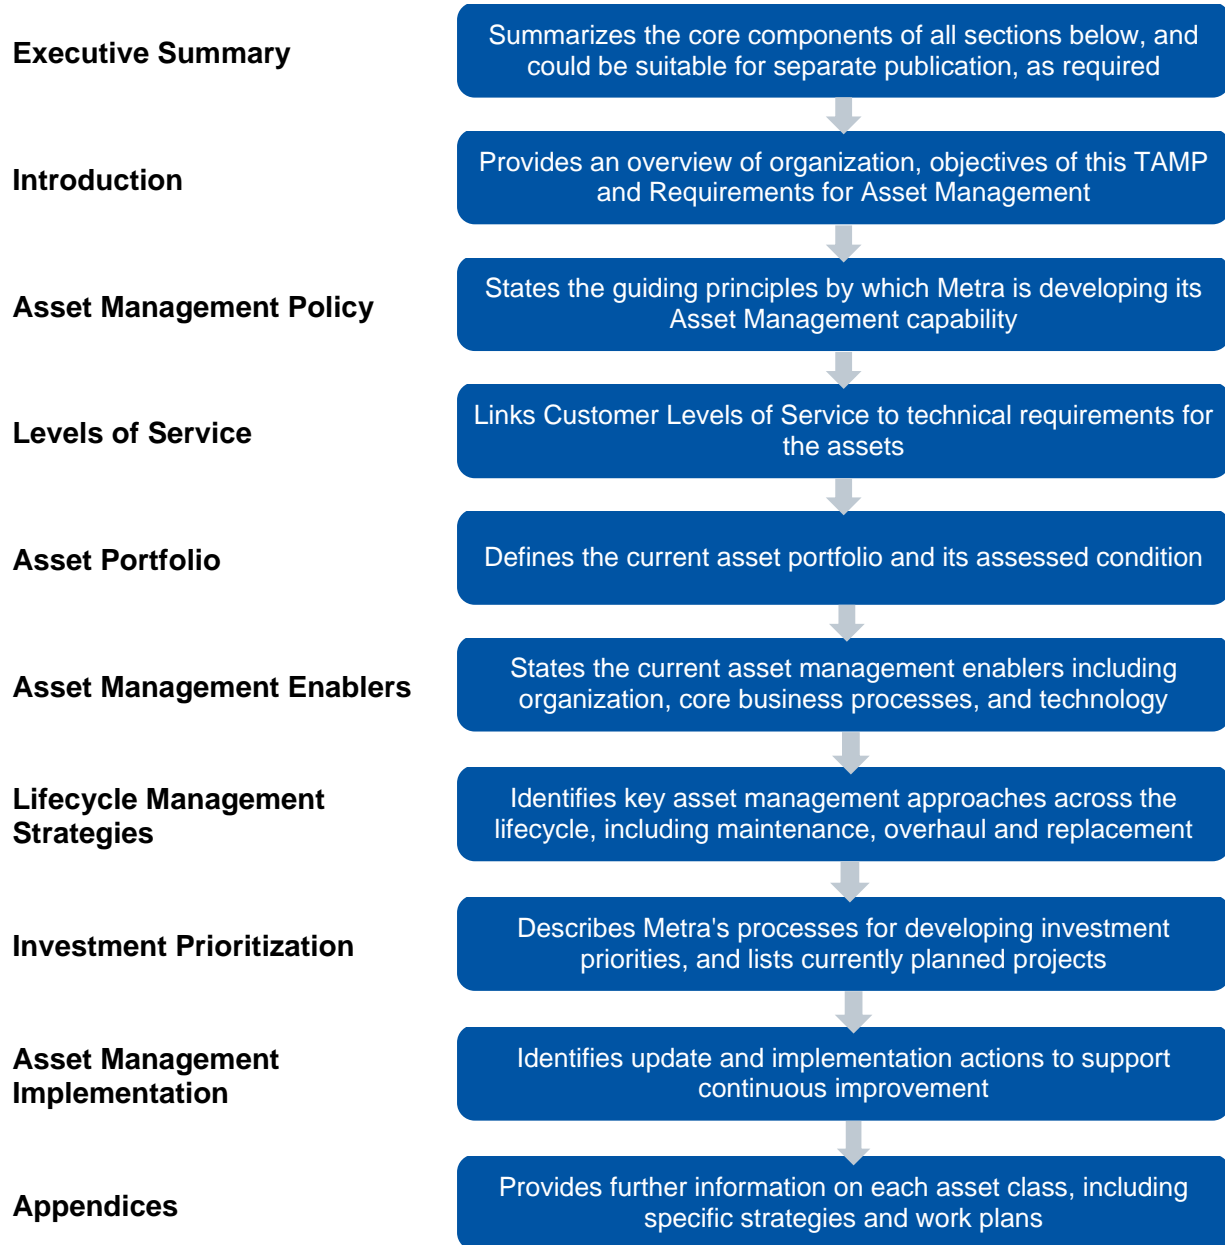 Executive Summary
Summarizes the core components of all sections below, and
could be suitable for separate publication, as required
Introduction
Provides an overview of organization, objectives of this TAMP
and Requirements for Asset Management
Asset Management Policy
States the guiding principles by which Metra is developing its
Asset Management capability
Levels of Service
Links Customer Levels of Service to technical requirements for
the assets
Asset Portfolio
Defines the current asset portfolio and its assessed condition
Asset Management Enablers
States the current asset management enablers including
organization, core business processes, and technology
Lifecycle Management
Strategies
Identifies key asset management approaches across the
lifecycle, including maintenance, overhaul and replacement
Investment Prioritization
Describes Metra's processes for developing investment
priorities, and lists currently planned projects
Asset Management
Implementation
Identifies update and implementation actions to support
continuous improvement
Appendices
Provides further information on each asset class, including
specific strategies and work plans